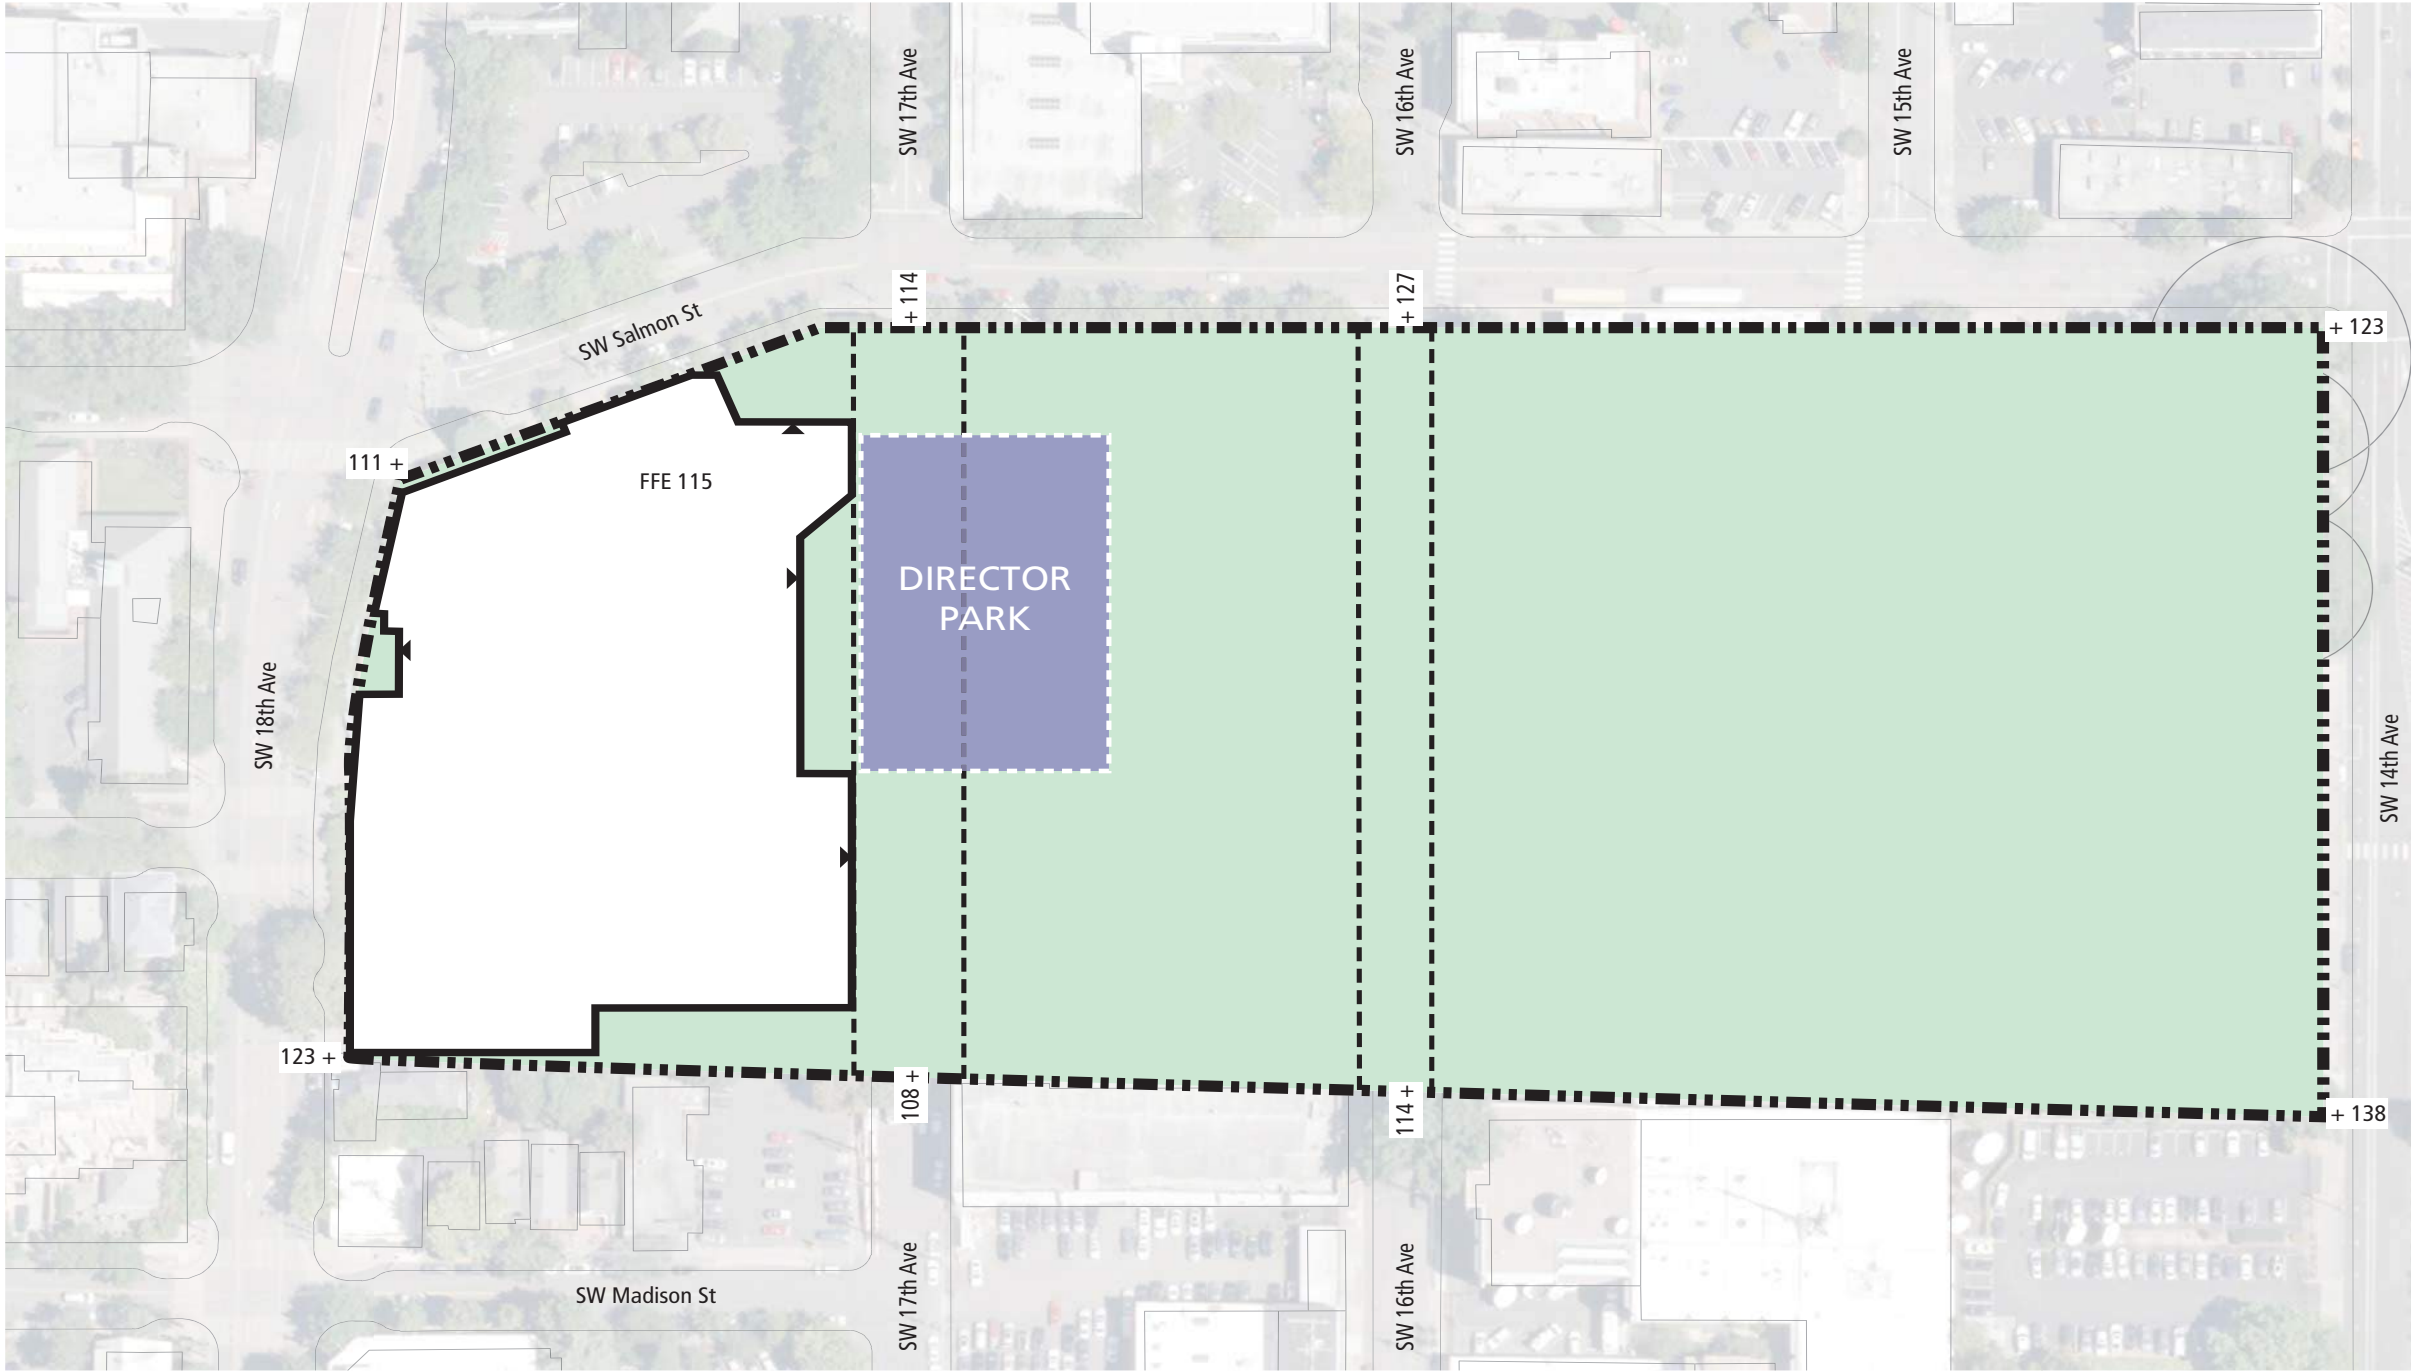 SW 17th Ave
SW 16th Ave
SW 15th Ave
+ 114
+ 127
+ 123
SW Salmon St
111 +
FFE 115
DIRECTOR
PARK
SW 18th Ave
SW 14th Ave
123 +
108 +
114 +
+ 138
SW Madison St
SW 17th Ave
SW 16th Ave